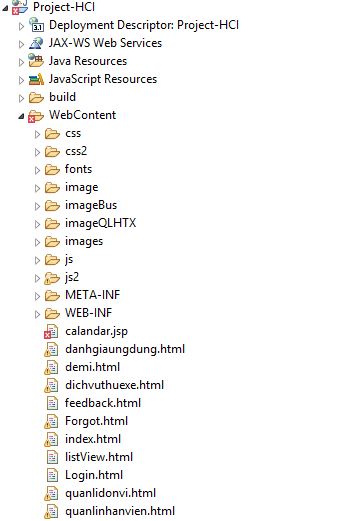 Project-HCI
3.1 Deployment Descriptor: Project-HCI
JAX-WS Web Services
Java Resources
JavaScript Resources
build
WebContent
css
css2
fonts
image
imageBus
imageQLHTX
images
js
js2
META-INF
WEB-INF
calandar.jsp
danhgiaungdung.html
demi.html
dichvuthuexe.html
feedback.html
Forgot.html
index.html
listView.html
Login.html
quanlidonvi.html
quanlinhanvien.html